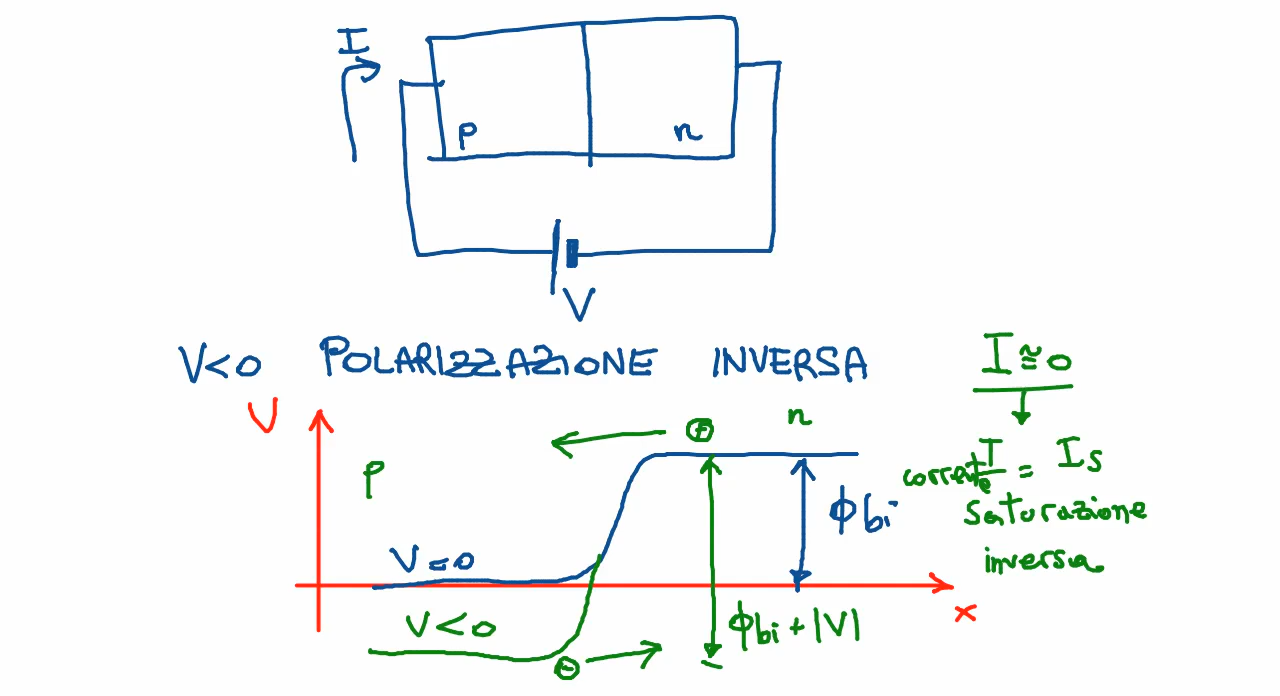 I
p
n
V
V<0 POLARIZZAZIONE INVERSA
I≅0
V
⊕
n
p
corrente I = Is
saturazione
inversa
ϕbi
V=0
V<0
ϕbi+|V|
x
⊖